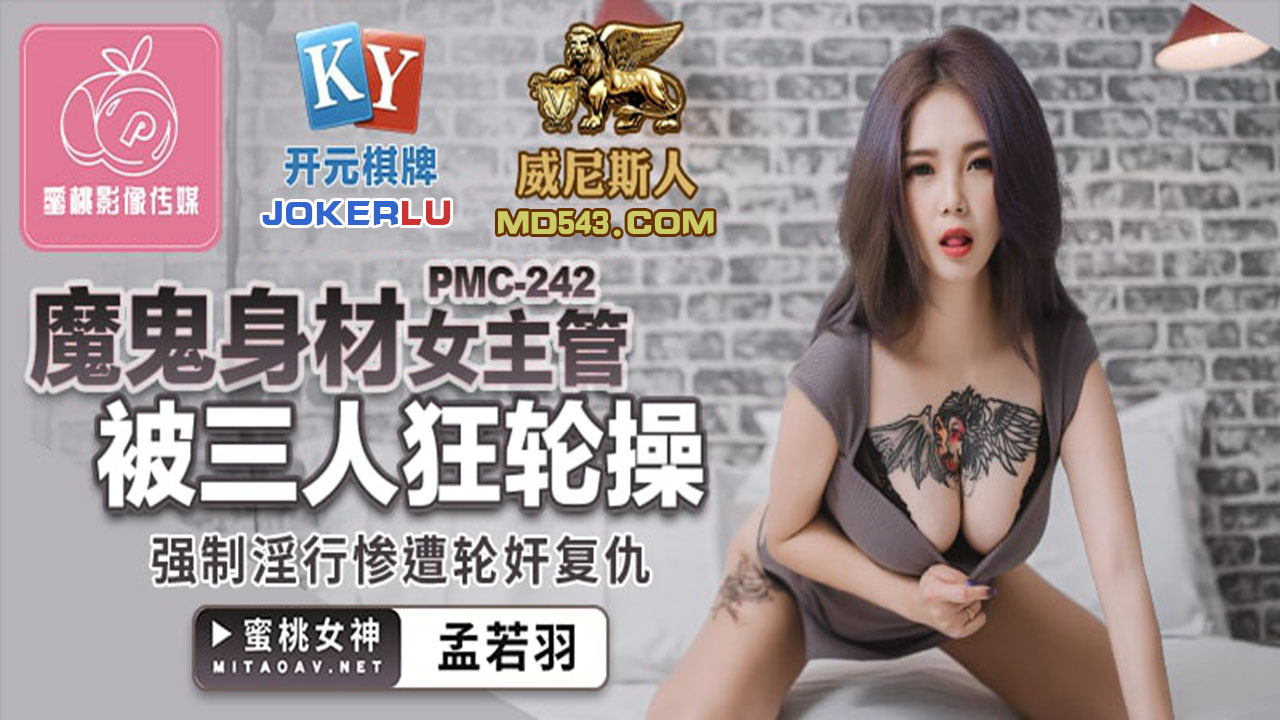 蜜桃影像传媒
KY
开元棋牌
JOKERLU
V
威尼斯人
MD543.COM
PMC-242
魔鬼身材女主管
被三人狂轮操
强制淫行惨遭轮奸复仇
蜜桃女神
MITAOAV.NET
孟若羽